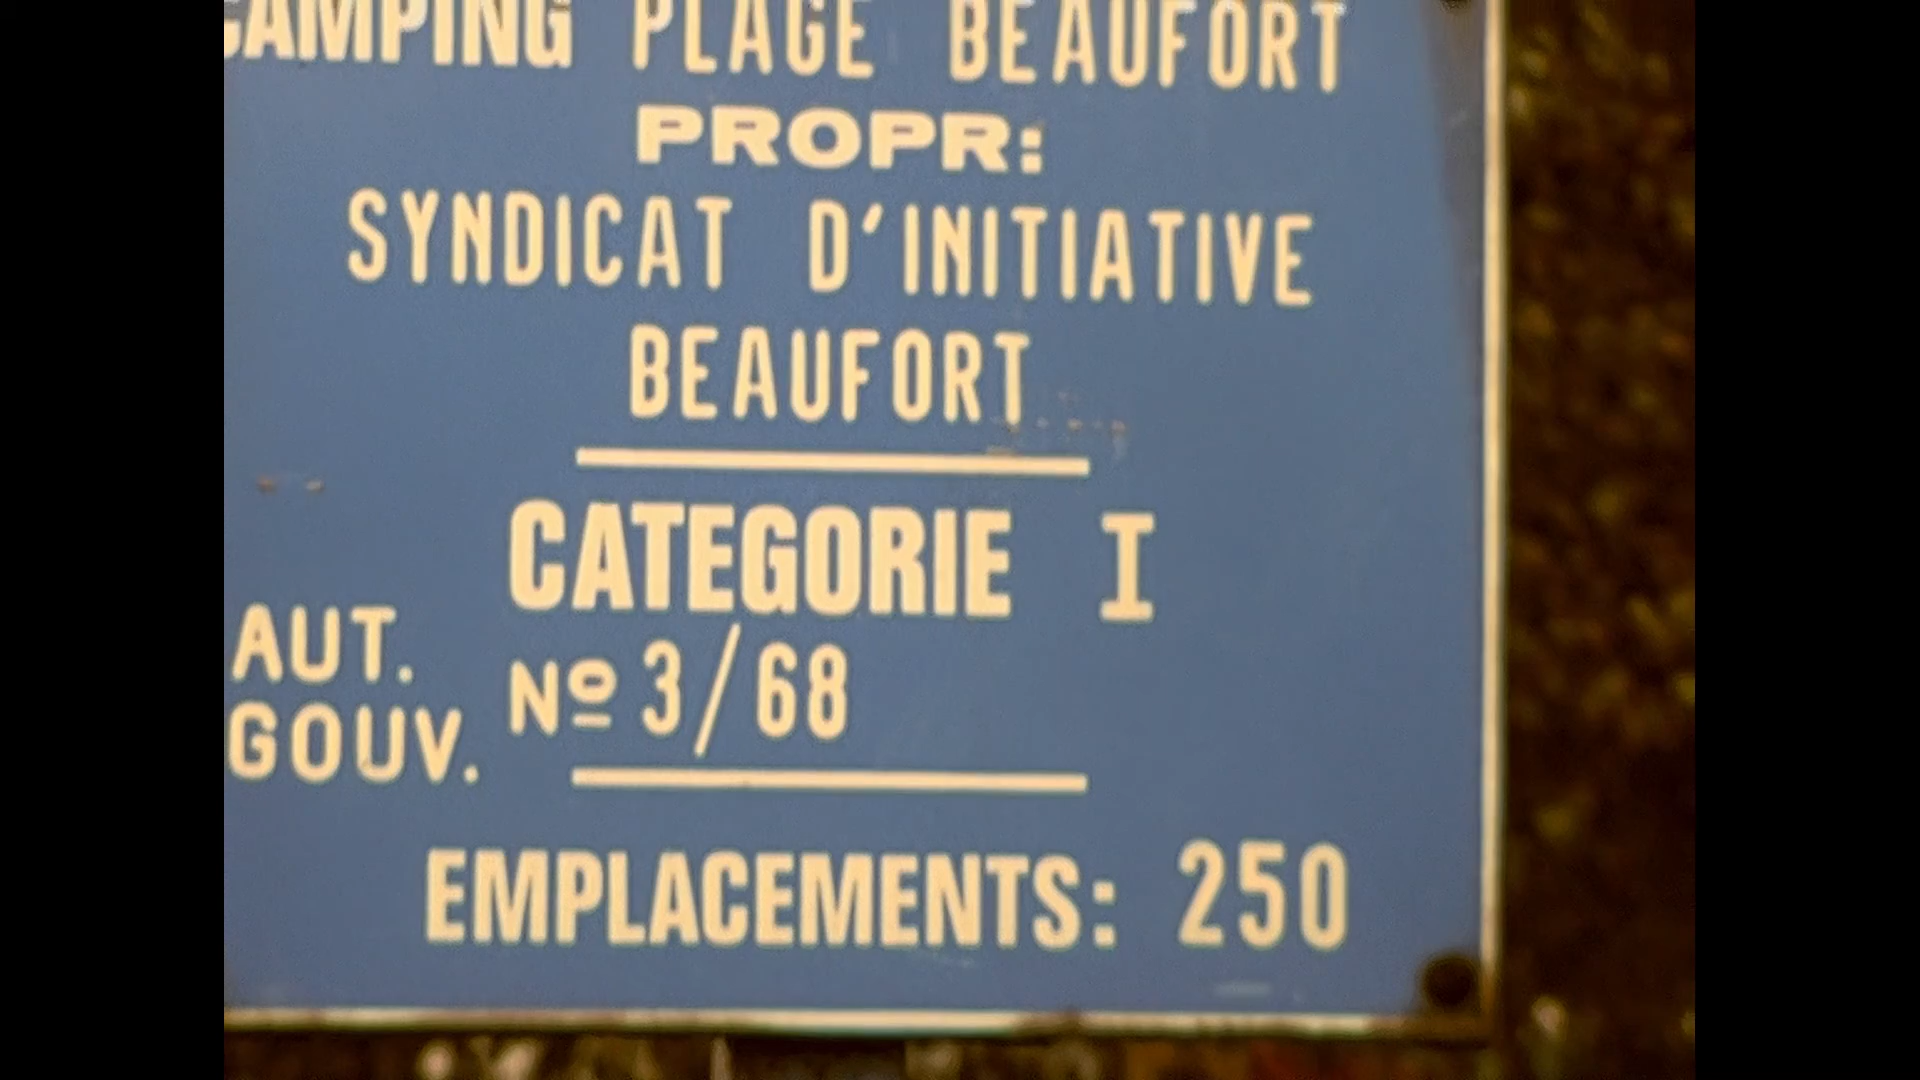 CAMPING PLAGE BEAUFORT
PROPR:
SYNDICAT D'INITIATIVE
BEAUFORT
CATEGORIE I
AUT.
GOUV. Nº 3/68
EMPLACEMENTS: 250